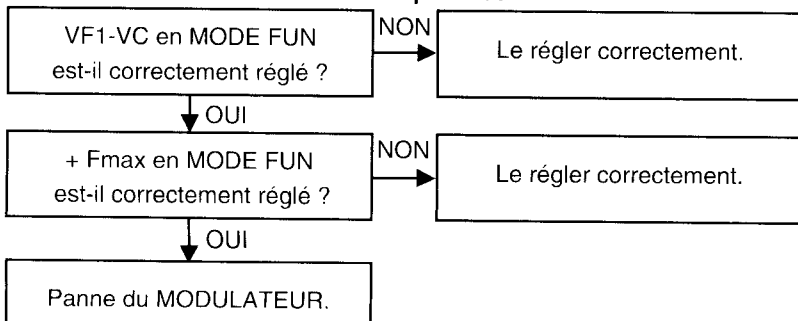 VF1-VC en MODE FUN
est-il correctement réglé ?
NON
Le régler correctement.
OUI
+ Fmax en MODE FUN
est-il correctement réglé ?
NON
Le régler correctement.
OUI
Panne du MODULATEUR.